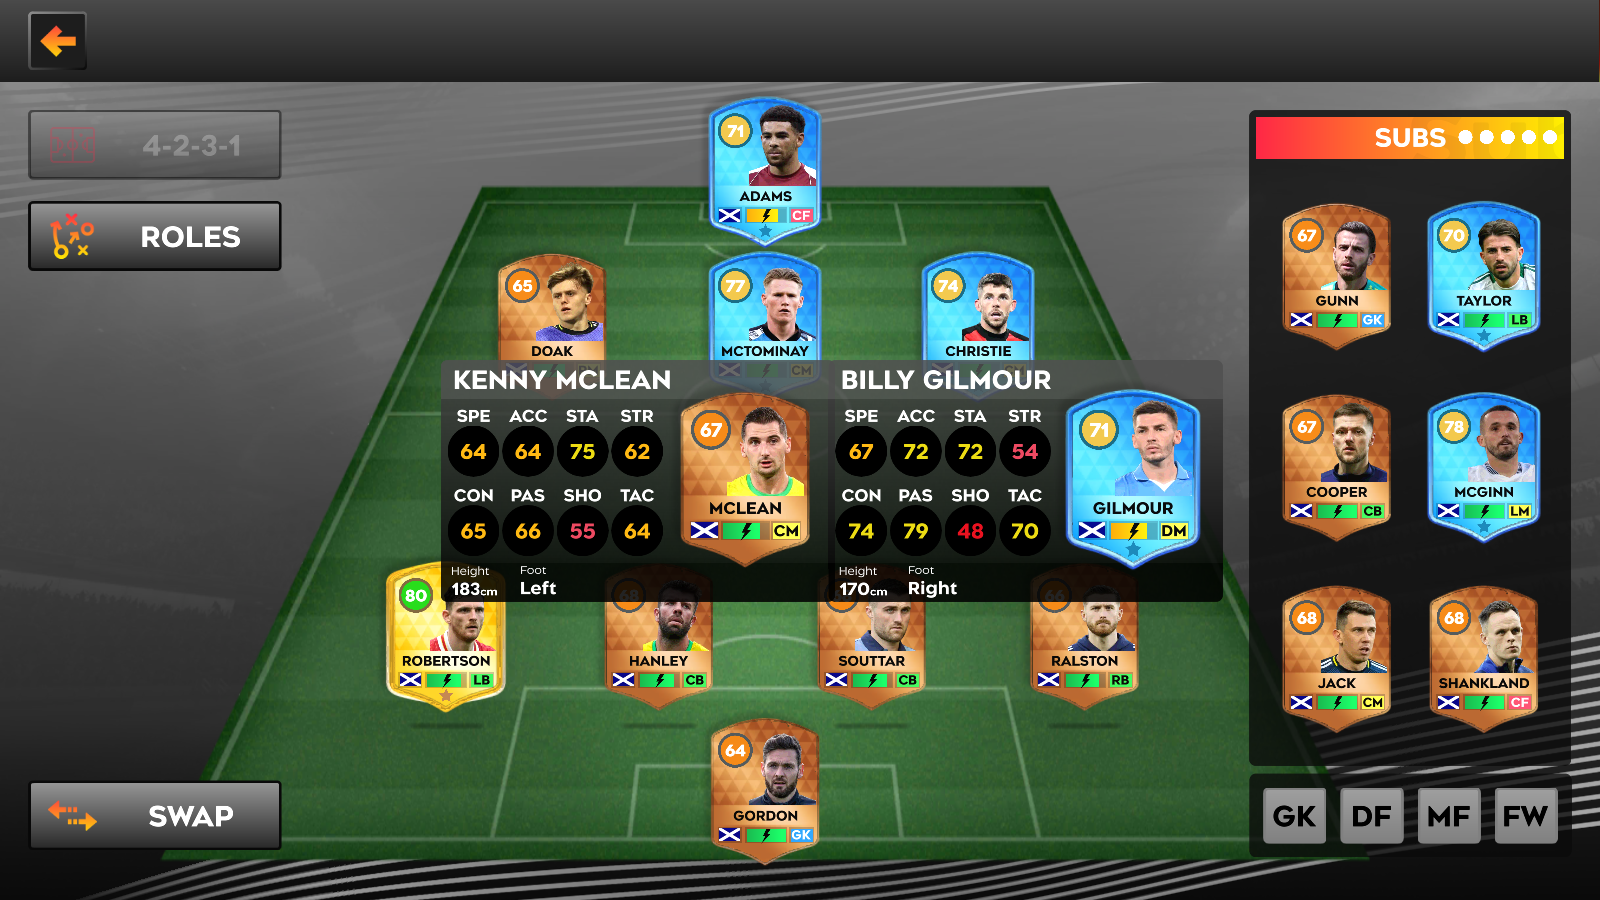 4-2-3-1
ROLES
SWAP
71
ADAMS
CF
65
DOAK
77
MCTOMINAY
CM
74
CHRISTIE
CM
KENNY MCLEAN
SPE ACC STA STR
64 64 75 62
CON PAS SHO TAC
65 66 55 64
Height Foot
183cm Left
67
MCLEAN
CM
BILLY GILMOUR
SPE ACC STA STR
67 72 72 54
CON PAS SHO TAC
74 79 48 70
Height Foot
170cm Right
71
GILMOUR
DM
80
ROBERTSON
LB
68
HANLEY
CB
SOUTTAR
CB
66
RALSTON
RB
64
GORDON
GK
SUBS
67
GUNN
GK
70
TAYLOR
LB
67
COOPER
CB
78
MCGINN
LM
68
JACK
CM
68
SHANKLAND
CF
GK DF MF FW